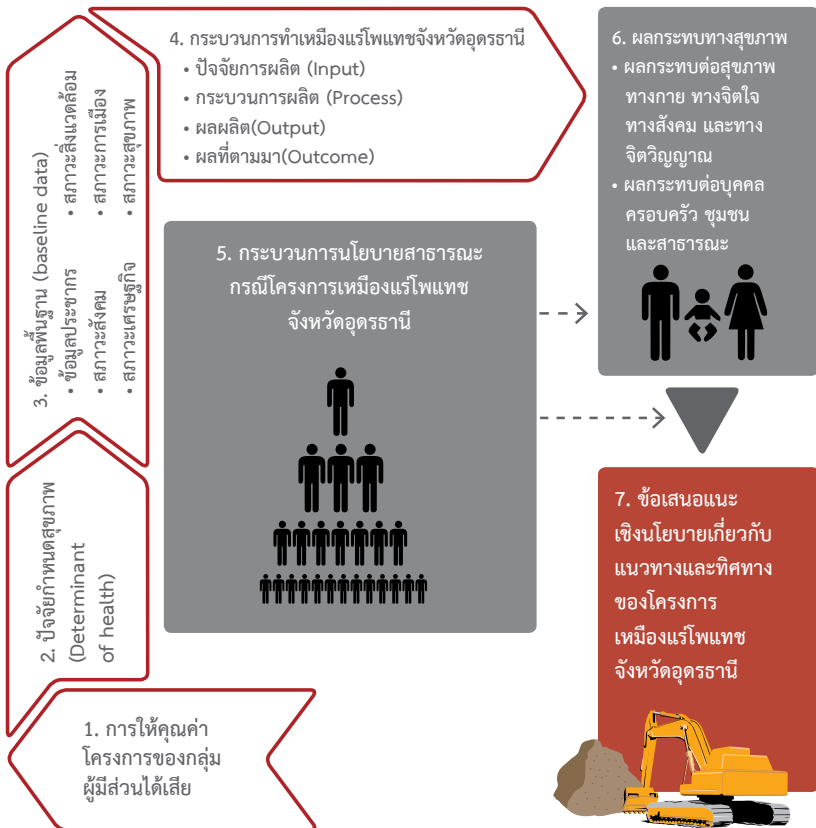 1. การให้คุณค่า
โครงการของกลุ่ม
ผู้มีส่วนได้เสีย
2. ปัจจัยกำหนดสุขภาพ
(Determinant
of health)
3. ข้อมูลพื้นฐาน (baseline data)
• ข้อมูลประชากร
• สภาวะสังคม
• สภาวะเศรษฐกิจ
• สภาวะสิ่งแวดล้อม
• สภาวะการเมือง
• สภาวะสุขภาพ
4. กระบวนการทำเหมืองแร่โพแทชจังหวัดอุดรธานี
• ปัจจัยการผลิต (Input)
• กระบวนการผลิต (Process)
• ผลผลิต(Output)
• ผลที่ตามมา(Outcome)
5. กระบวนการนโยบายสาธารณะ
กรณีโครงการเหมืองแร่โพแทช
จังหวัดอุดรธานี
6. ผลกระทบทางสุขภาพ
• ผลกระทบต่อสุขภาพ
ทางกาย ทางจิตใจ
ทางสังคม และทาง
จิตวิญญาณ
• ผลกระทบต่อบุคคล
ครอบครัว ชุมชน
และสาธารณะ
7. ข้อเสนอแนะ
เชิงนโยบายเกี่ยวกับ
แนวทางและทิศทาง
ของโครงการ
เหมืองแร่โพแทช
จังหวัดอุดรธานี